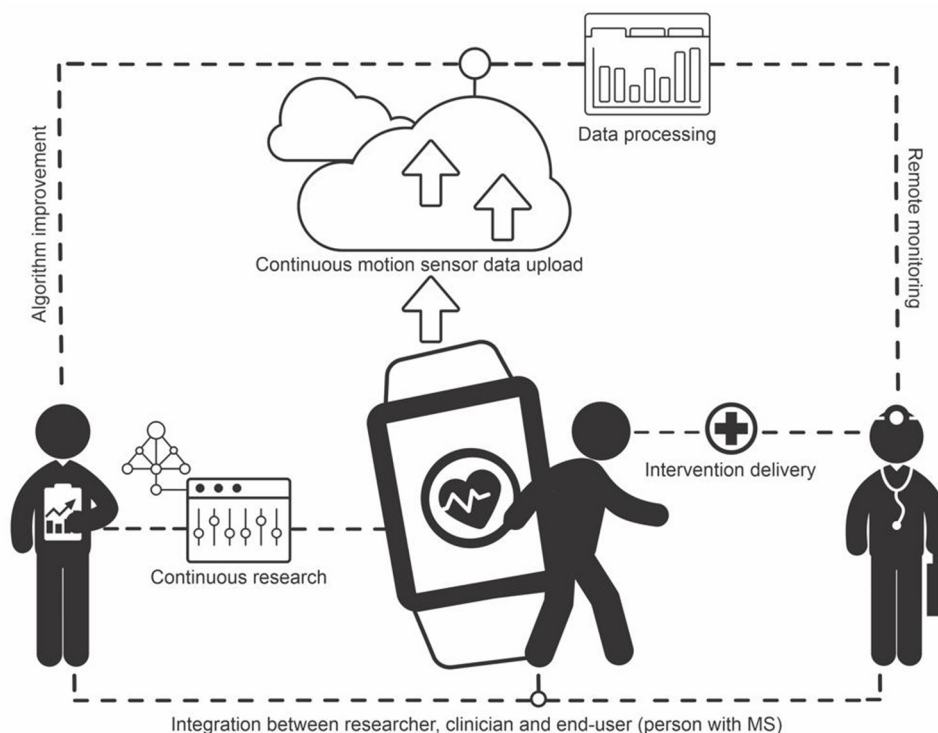 Data processing
Algorithm improvement
Remote monitoring
Continuous motion sensor data upload
Intervention delivery
Continuous research
Integration between researcher, clinician and end-user (person with MS)